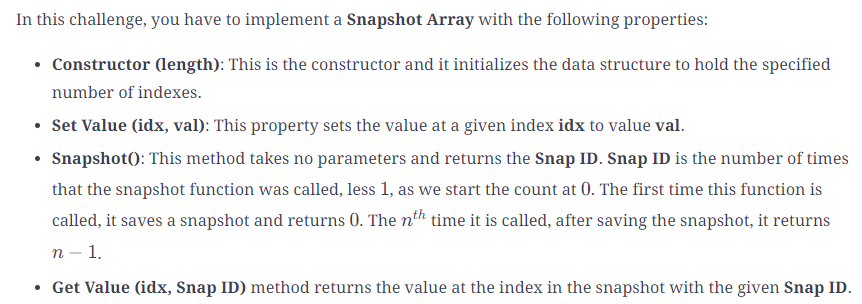 In this challenge, you have to implement a Snapshot Array with the following properties:
• Constructor (length): This is the constructor and it initializes the data structure to hold the specified
number of indexes.
• Set Value (idx, val): This property sets the value at a given index idx to value val.
• Snapshot(): This method takes no parameters and returns the Snap ID. Snap ID is the number of times
that the snapshot function was called, less 1, as we start the count at 0. The first time this function is
called, it saves a snapshot and returns 0. The nth time it is called, after saving the snapshot, it returns
n − 1.
• Get Value (idx, Snap ID) method returns the value at the index in the snapshot with the given Snap ID.